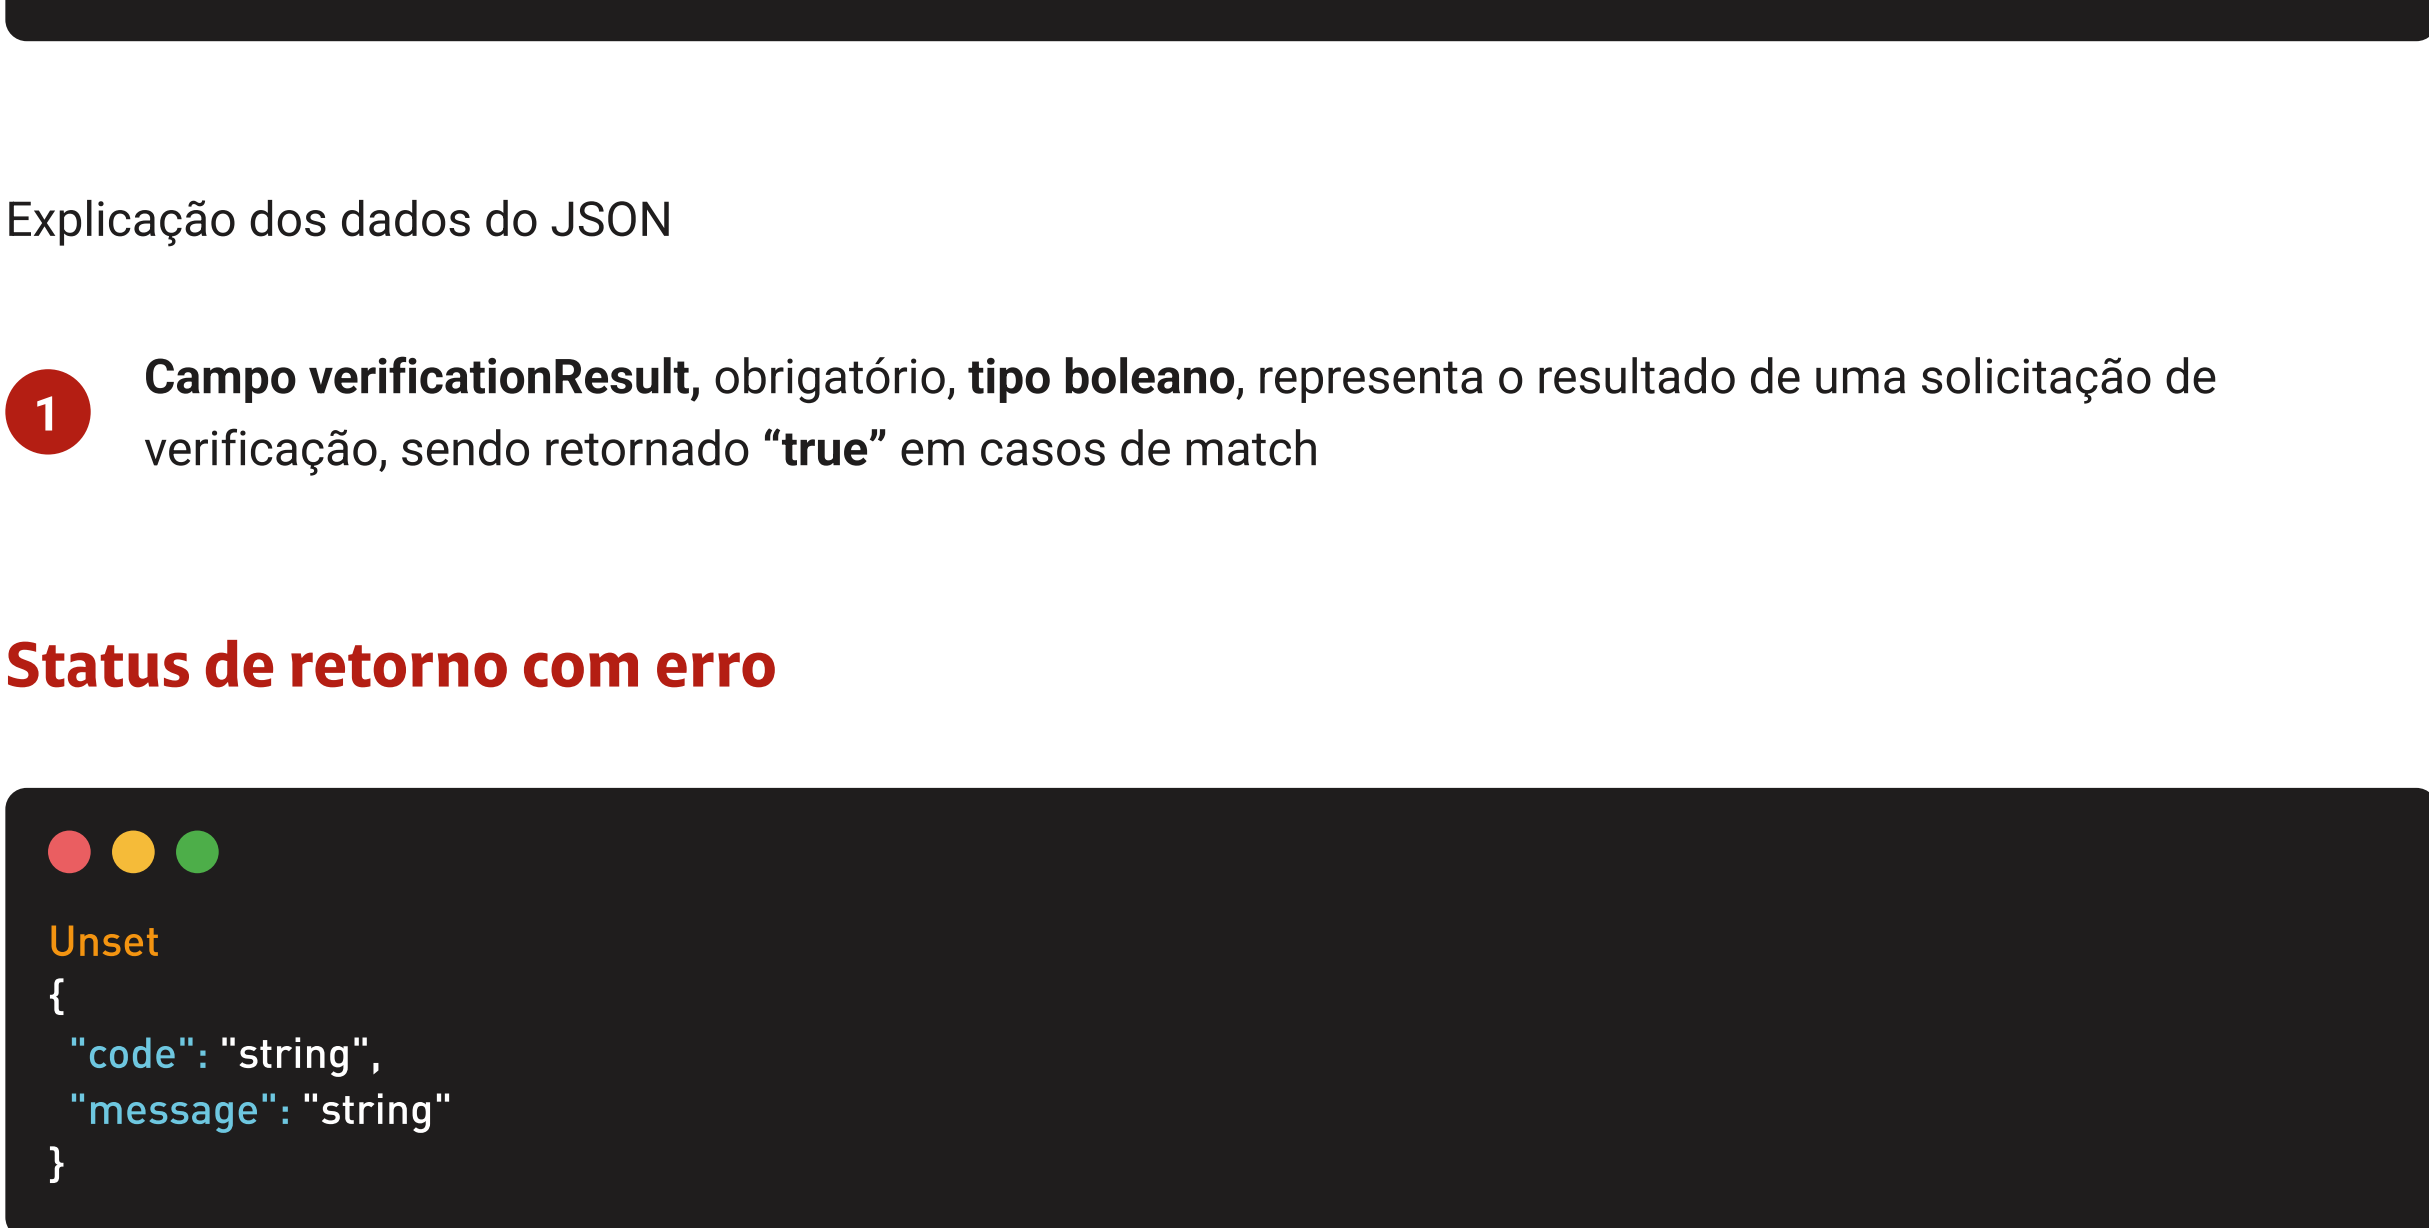 Explicação dos dados do JSON
1
Campo verificationResult, obrigatório, tipo boleano, representa o resultado de uma solicitação de
verificação, sendo retornado “true” em casos de match
Status de retorno com erro
Unset
{
"code": "string",
"message": "string"
}